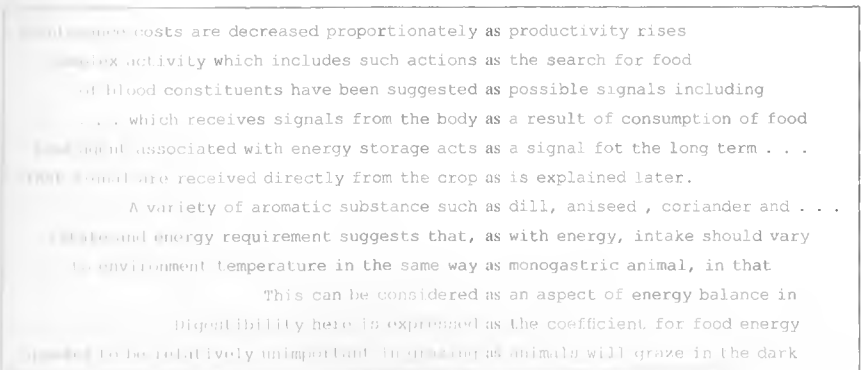 costs are decreased proportionately as productivity rises
activity which includes such actions as the search for food
of blood constituents have been suggested as possible signals including
. . . which receives signals from the body as a result of consumption of food
associated with energy storage acts as a signal fot the long term . . .
are received directly from the crop as is explained later.
A variety of aromatic substance such as dill, aniseed , coriander and . . .
and energy requirement suggests that, as with energy, intake should vary
environment temperature in the same way as monogastric animal, in that
This can be considered as an aspect of energy balance in
Digestibility here is expressed as the coefficient for food energy
to be relatively unimportant in grazing as animals will graze in the dark